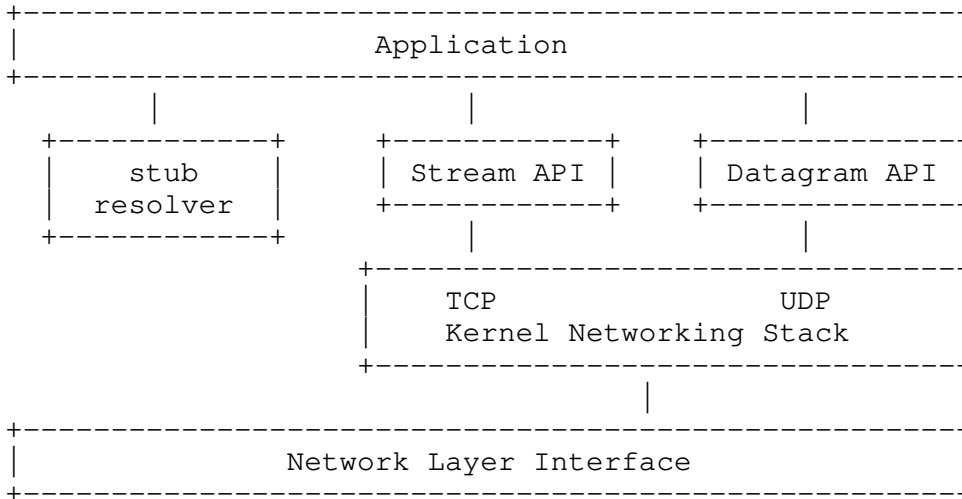 Application
stub
resolver
Stream API
Datagram API
TCP UDP
Kernel Networking Stack
Network Layer Interface